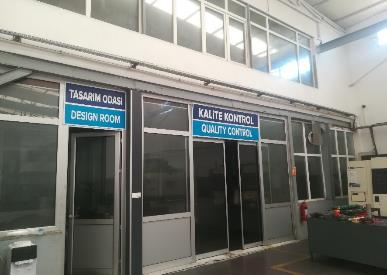 TASARIM ODASI
DESIGN ROOM
KALİTE KONTROL
QUALITY CONTROL